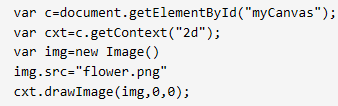 var c=document.getElementById("myCanvas");
var cxt=c.getContext("2d");
var img=new Image()
img.src="flower.png"
cxt.drawImage(img,0,0);